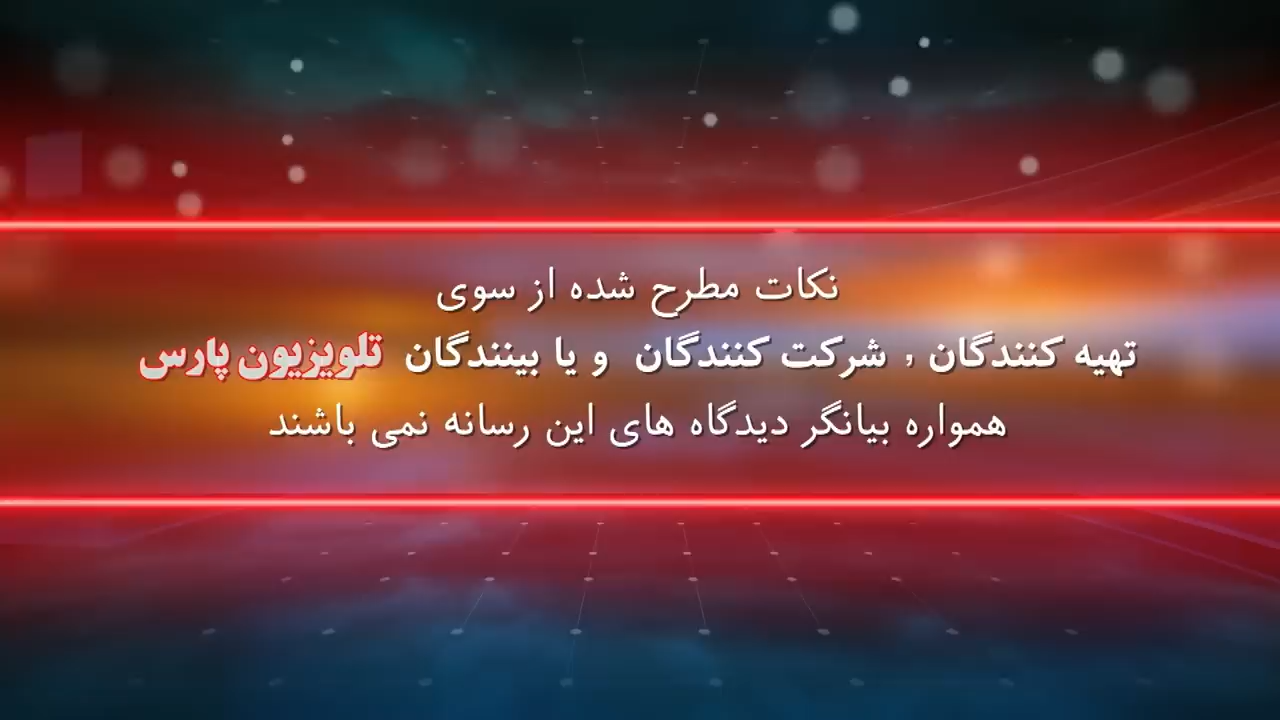 نکات مطرح شده از سوی
تهیه کنندگان , شرکت کنندگان و یا بینندگان تلویزیون پارس
همواره بیانگر دیدگاه های این رسانه نمی باشند